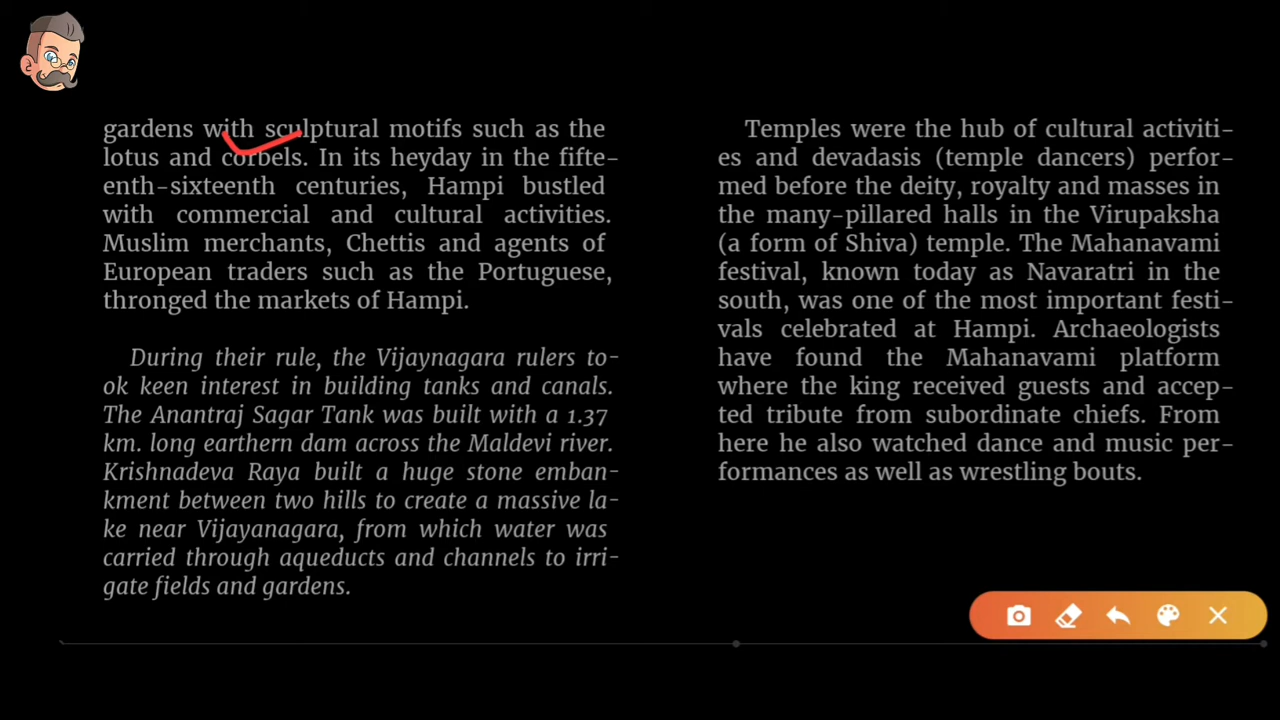 gardens with sculptural motifs such as the
lotus and corbels. In its heyday in the fifte-
enth-sixteenth centuries, Hampi bustled
with commercial and cultural activities.
Muslim merchants, Chettis and agents of
European traders such as the Portuguese,
thronged the markets of Hampi.
During their rule, the Vijaynagara rulers to-
ok keen interest in building tanks and canals.
The Anantraj Sagar Tank was built with a 1.37
km. long earthern dam across the Maldevi river.
Krishnadeva Raya built a huge stone emban-
kment between two hills to create a massive la-
ke near Vijayanagara, from which water was
carried through aqueducts and channels to irri-
gate fields and gardens.
Temples were the hub of cultural activiti-
es and devadasis (temple dancers) perfor-
med before the deity, royalty and masses in
the many-pillared halls in the Virupaksha
(a form of Shiva) temple. The Mahanavami
festival, known today as Navaratri in the
south, was one of the most important festi-
vals celebrated at Hampi. Archaeologists
have found the Mahanavami platform
where the king received guests and accep-
ted tribute from subordinate chiefs. From
here he also watched dance and music per-
formances as well as wrestling bouts.